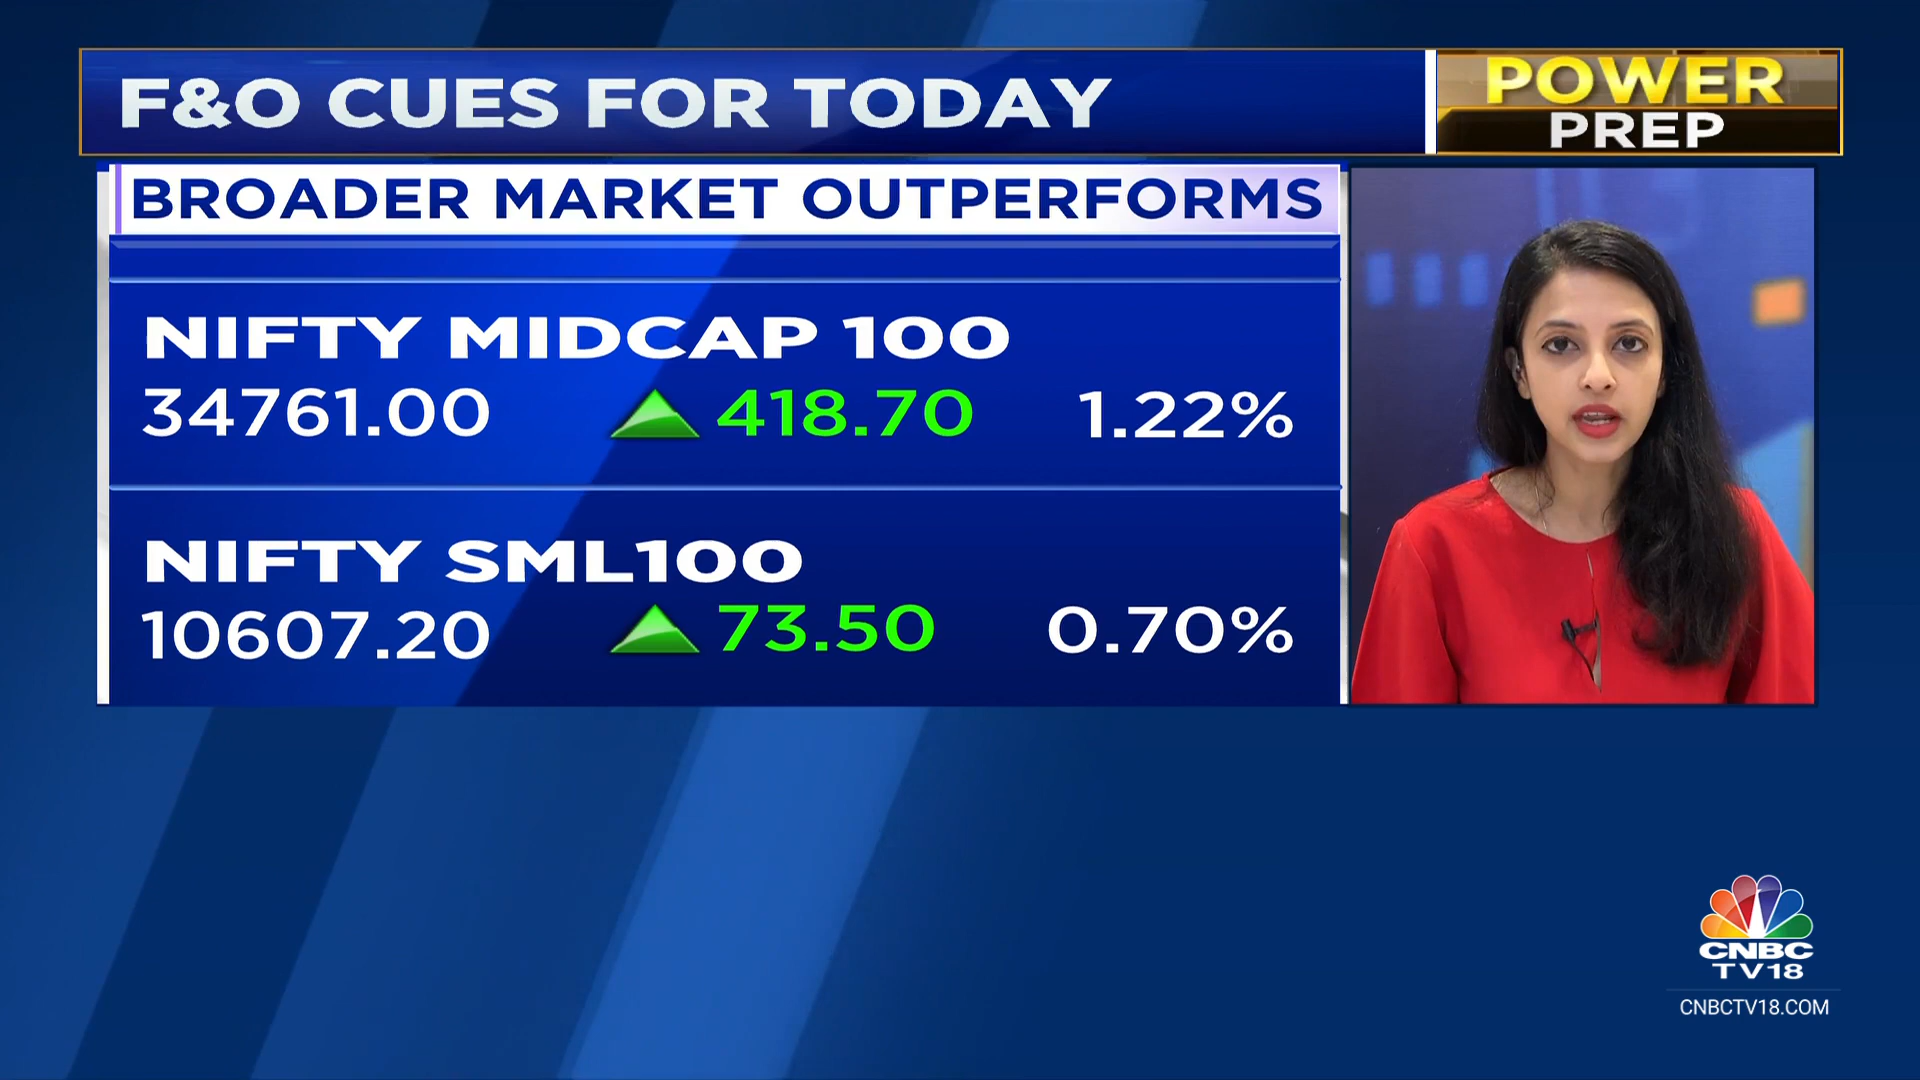 F&O CUES FOR TODAY
POWER
PREP
BROADER MARKET OUTPERFORMS
NIFTY MIDCAP 100
34761.00 418.70 1.22%
NIFTY SML100
10607.20 73.50 0.70%
CNBC
TV18
CNBCTV18.COM